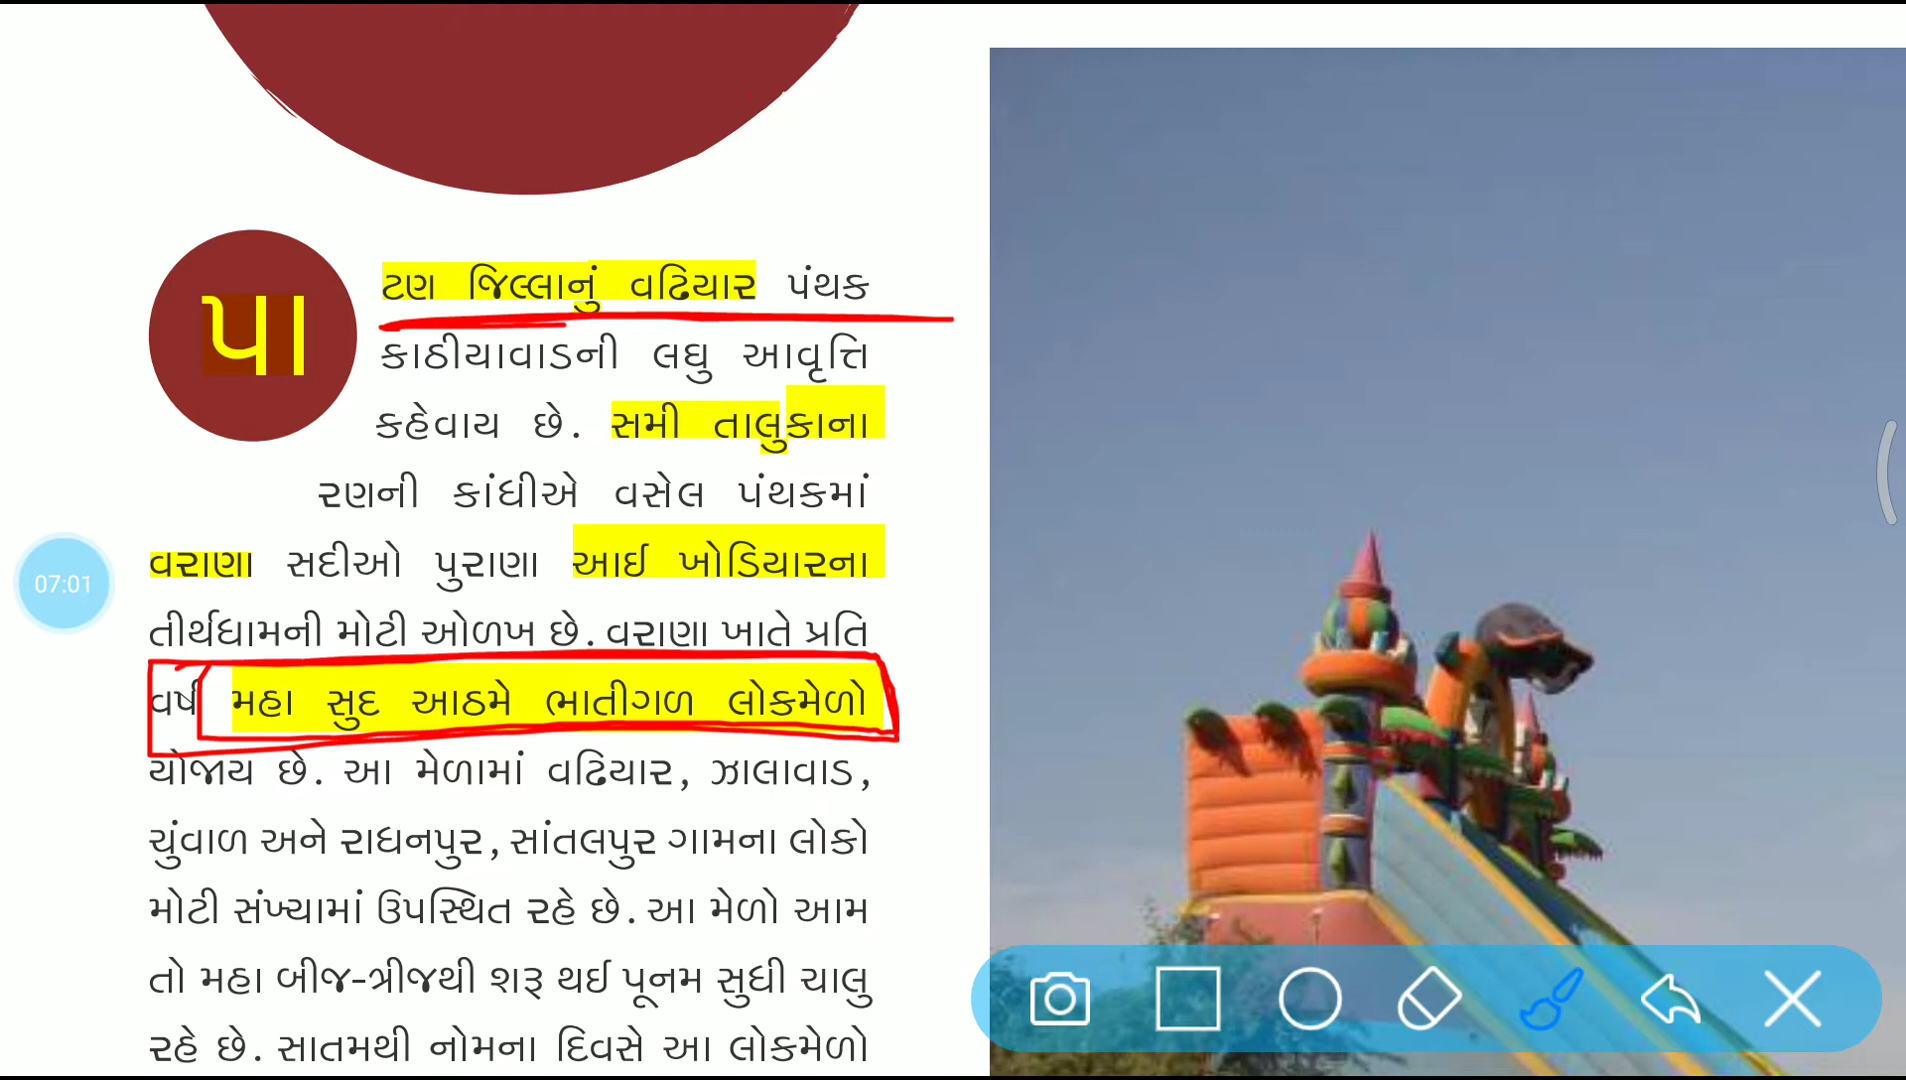 પાટણ જિલ્લાનું વઢિયાર પંથક
કાઠીયાવાડની લઘુ આવૃત્તિ
કહેવાય છે. સમી તાલુકાના
રણની કાંધીએ વસેલ પંથકમાં
વરાણા સદીઓ પુરાણા આઈ ખોડિયારના
તીર્થધામની મોટી ઓળખ છે. વરાણા ખાતે પ્રતિ
વર્ષ મહા સુદ આઠમે ભાતીગળ લોકમેળો
યોજાય છે. આ મેળામાં વઢિયાર, ઝાલાવાડ,
ચુંવાળ અને રાધનપુર, સાંતલપુર ગામના લોકો
મોટી સંખ્યામાં ઉપસ્થિત રહે છે. આ મેળો આમ
તો મહા બીજ-ત્રીજથી શરૂ થઈ પૂનમ સુધી ચાલુ
રહે છે. સાતમથી નોમના દિવસે આ લોકમેળો
07:01